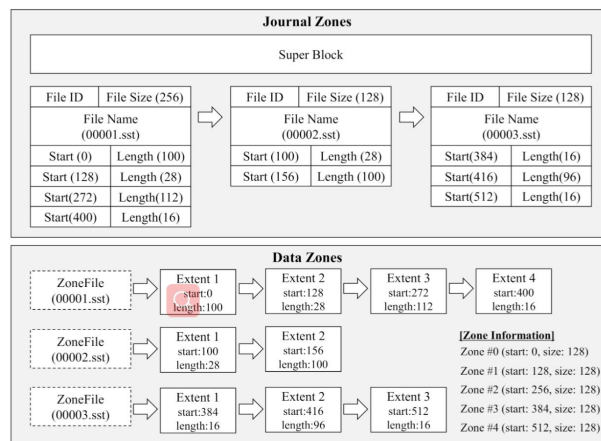 Journal Zones
Super Block
File ID File Size (256)
File Name
(00001.sst)
Start (0) Length (100)
Start (128) Length (28)
Start(272) Length(112)
Start(400) Length(16)
File ID File Size (128)
File Name
(00002.sst)
Start (100) Length (28)
Start (156) Length (100)
File ID File Size (128)
File Name
(00003.sst)
Start(384) Length(16)
Start(416) Length(96)
Start(512) Length(16)
Data Zones
ZoneFile
(00001.sst)
Extent 1
start:0
length:100
Extent 2
start:128
length:28
Extent 3
start:272
length:112
Extent 4
start:400
length:16
ZoneFile
(00002.sst)
Extent 1
start:100
length:28
Extent 2
start:156
length:100
ZoneFile
(00003.sst)
Extent 1
start:384
length:16
Extent 2
start:416
length:96
Extent 3
start:512
length:16
[Zone Information]
Zone #0 (start: 0, size: 128)
Zone #1 (start: 128, size: 128)
Zone #2 (start: 256, size: 128)
Zone #3 (start: 384, size: 128)
Zone #4 (start: 512, size: 128)